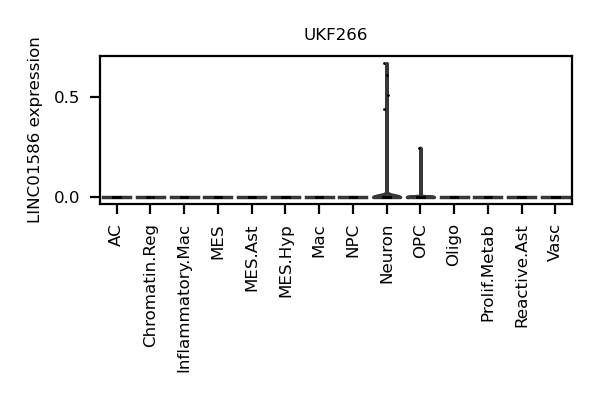 UKF266
LINC01586 expression
0.5
0.0
AC
Chromatin.Reg
Inflammatory.Mac
MES
MES.Ast
MES.Hyp
Mac
NPC
Neuron
OPC
Oligo
Prolif.Metab
Reactive.Ast
Vasc